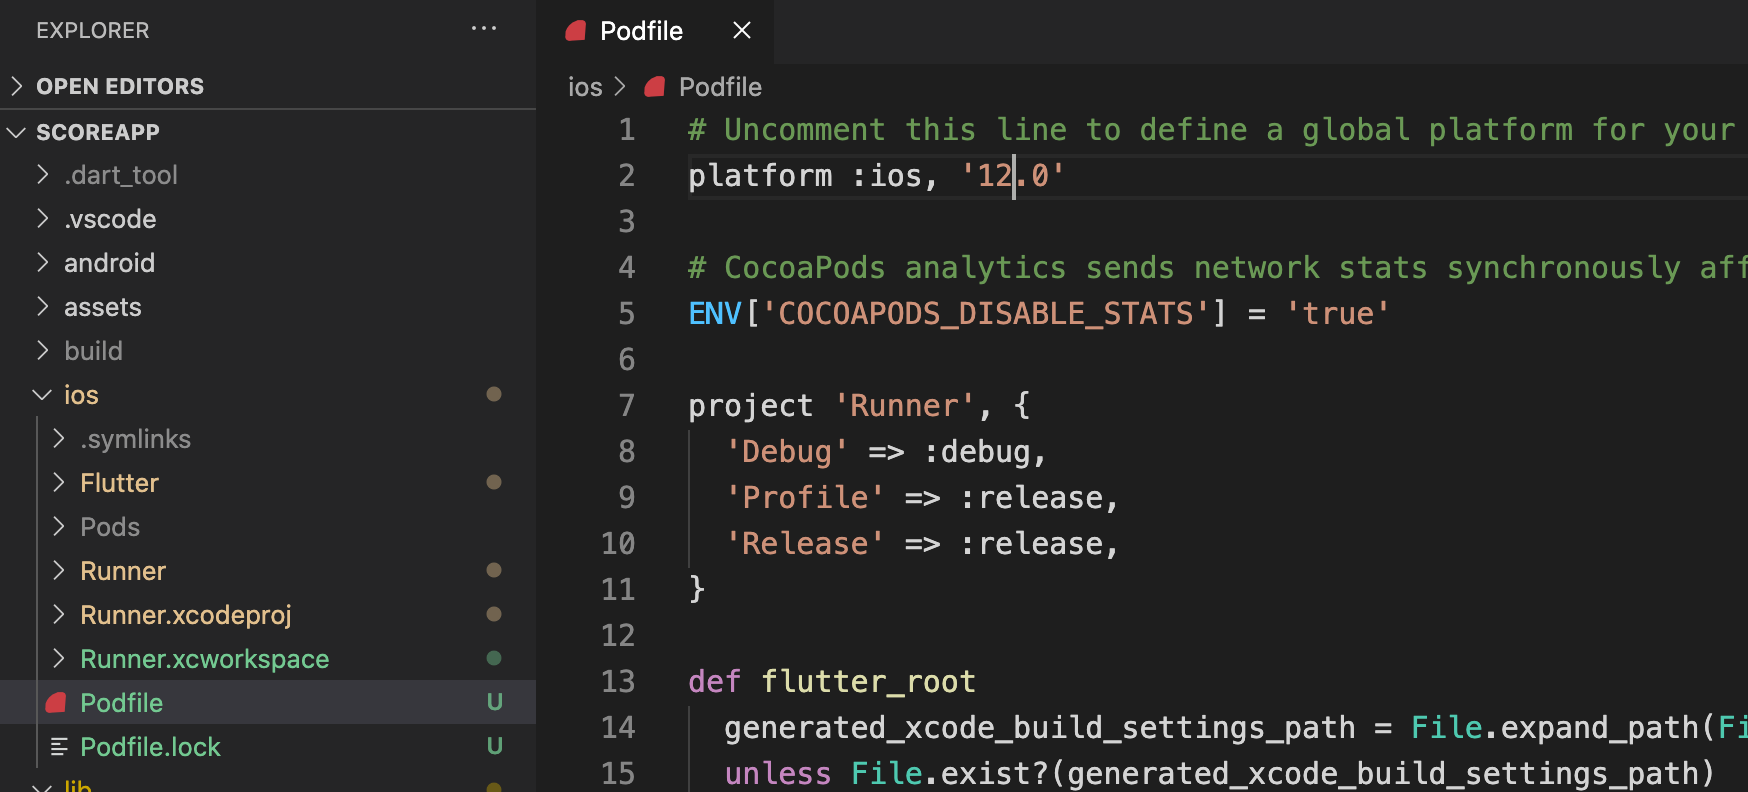 EXPLORER ...
OPEN EDITORS
SCOREAPP
.dart_tool
.vscode
android
assets
build
ios
.symlinks
Flutter
Pods
Runner
Runner.xcodeproj
Runner.xcworkspace
Podfile U
Podfile.lock U
lib
Podfile
ios > Podfile
1 # Uncomment this line to define a global platform for your
2 platform :ios, '12.0'
3
4 # CocoaPods analytics sends network stats synchronously aff
5 ENV['COCOAPODS_DISABLE_STATS'] = 'true'
6
7 project 'Runner', {
8 'Debug' => :debug,
9 'Profile' => :release,
10 'Release' => :release,
11 }
12
13 def flutter_root
14 generated_xcode_build_settings_path = File.expand_path(Fi
15 unless File.exist?(generated_xcode_build_settings_path)